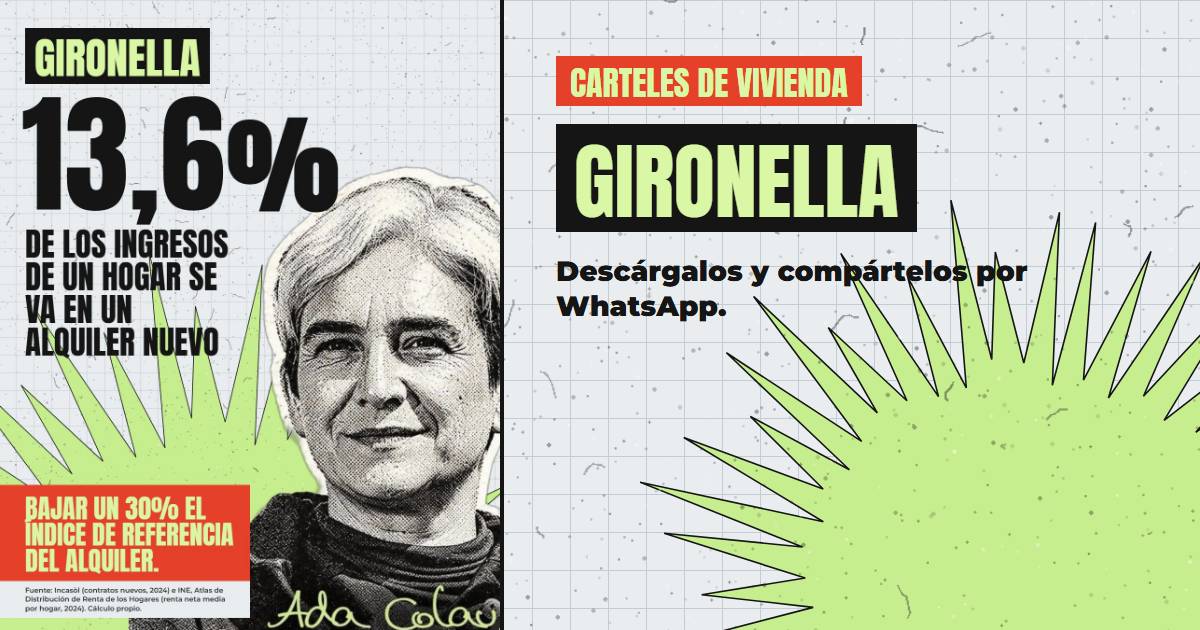 GIRONELLA
13,6%
DE LOS INGRESOS
DE UN HOGAR SE
VA EN UN
ALQUILER NUEVO
BAJAR UN 30% EL
ÍNDICE DE REFERENCIA
DEL ALQUILER.
Fuente: Incasòl (contratos nuevos, 2024) e INE, Atlas de
Distribución de Renta de los Hogares (renta neta media
por hogar, 2024). Cálculo propio.
Ada Colau
CARTELES DE VIVIENDA
GIRONELLA
Descárgalos y compártelos por
WhatsApp.